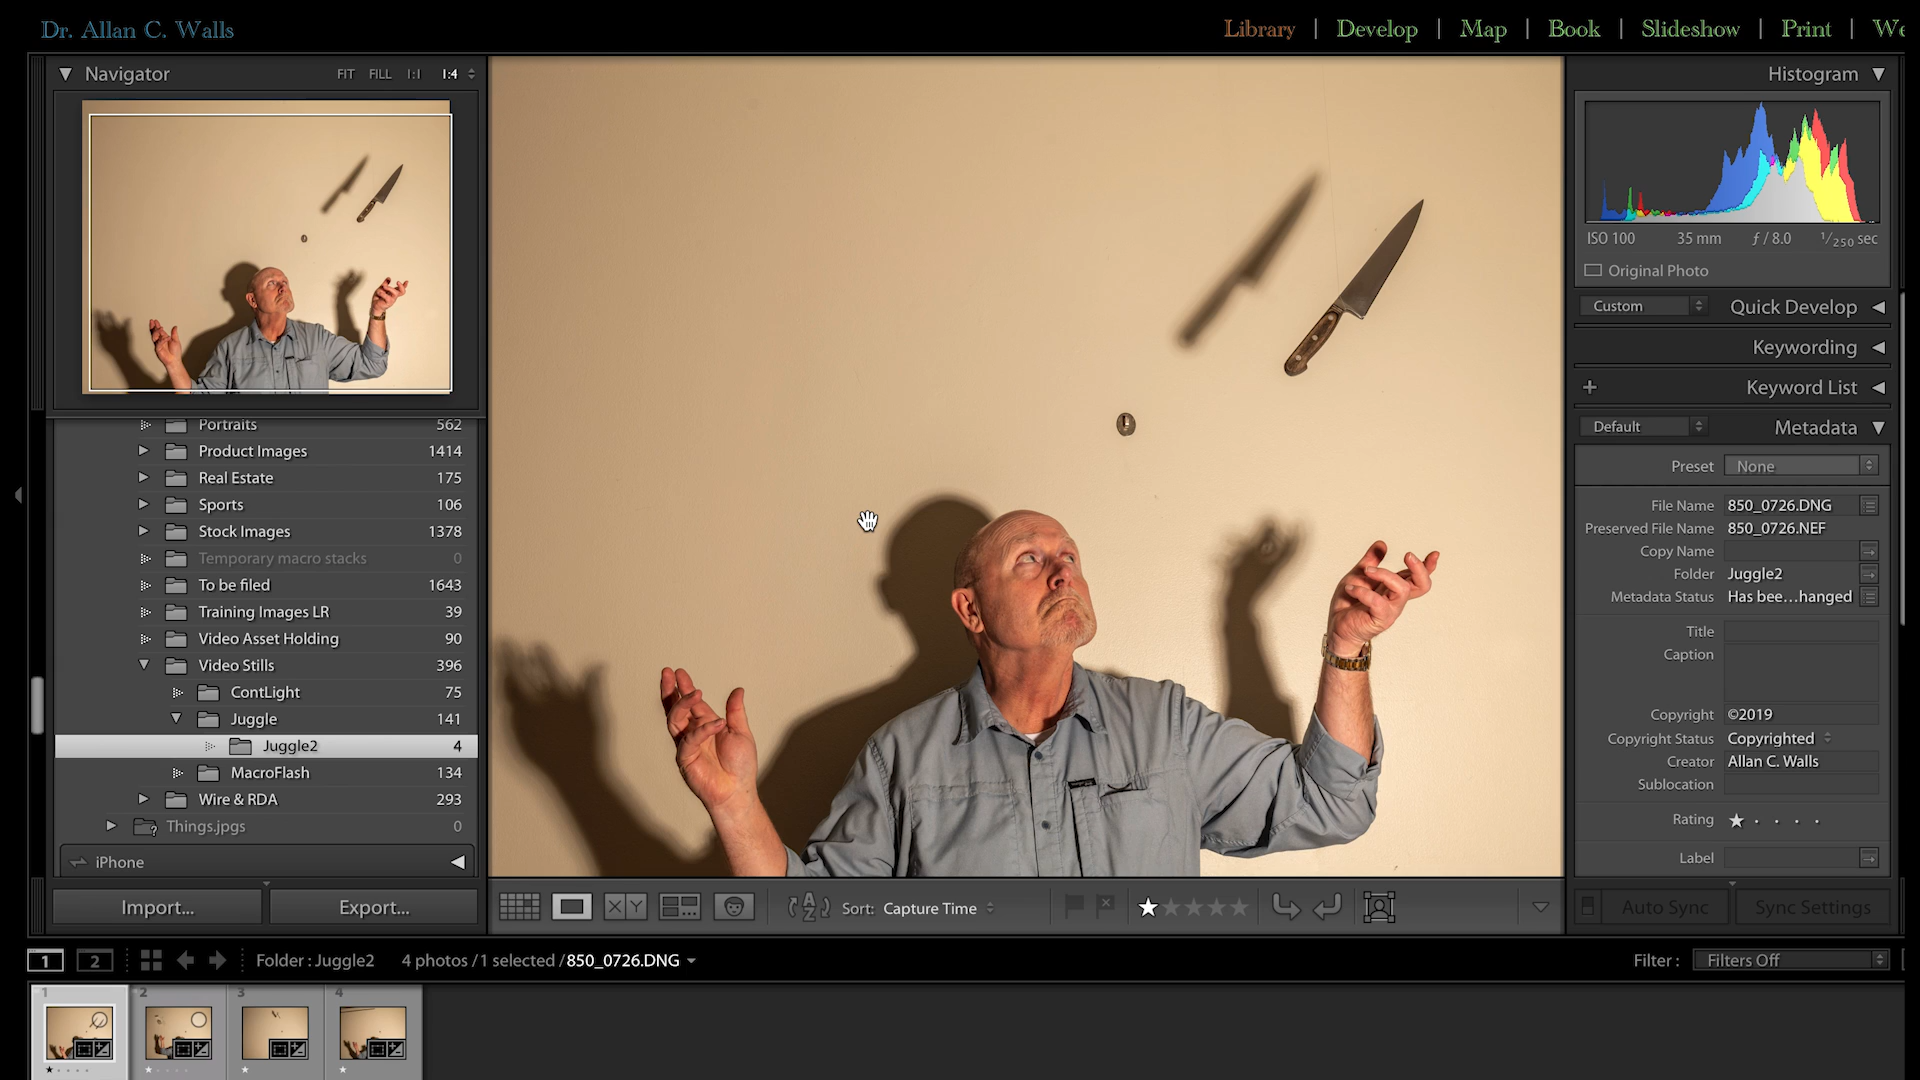 Dr. Allan C. Walls
Library | Develop | Map | Book | Slideshow | Print |
Navigator FIT FILL 1:1 1:4
Portraits 562
Product Images 1414
Real Estate 175
Sports 106
Stock Images 1378
Temporary macro stacks 0
To be filed 1643
Training Images LR 39
Video Asset Holding 90
Video Stills 396
ContLight 75
Juggle 141
Juggle2 4
MacroFlash 134
Wire & RDA 293
Things.jpgs 0
iPhone
Import... Export...
Histogram
ISO 100 35 mm ƒ / 8.0 1/250 sec
Original Photo
Custom Quick Develop
Keywording
+ Keyword List
Default Metadata
Preset None
File Name 850_0726.DNG
Preserved File Name 850_0726.NEF
Copy Name
Folder Juggle2
Metadata Status Has bee...hanged
Title
Caption
Copyright ©2019
Copyright Status Copyrighted
Creator Allan C. Walls
Sublocation
Rating
Label
Auto Sync Sync Settings
X Y A Z Sort: Capture Time
1 2 Folder : Juggle2 4 photos / 1 selected / 850_0726.DNG Filter : Filters Off
1 2 3 4